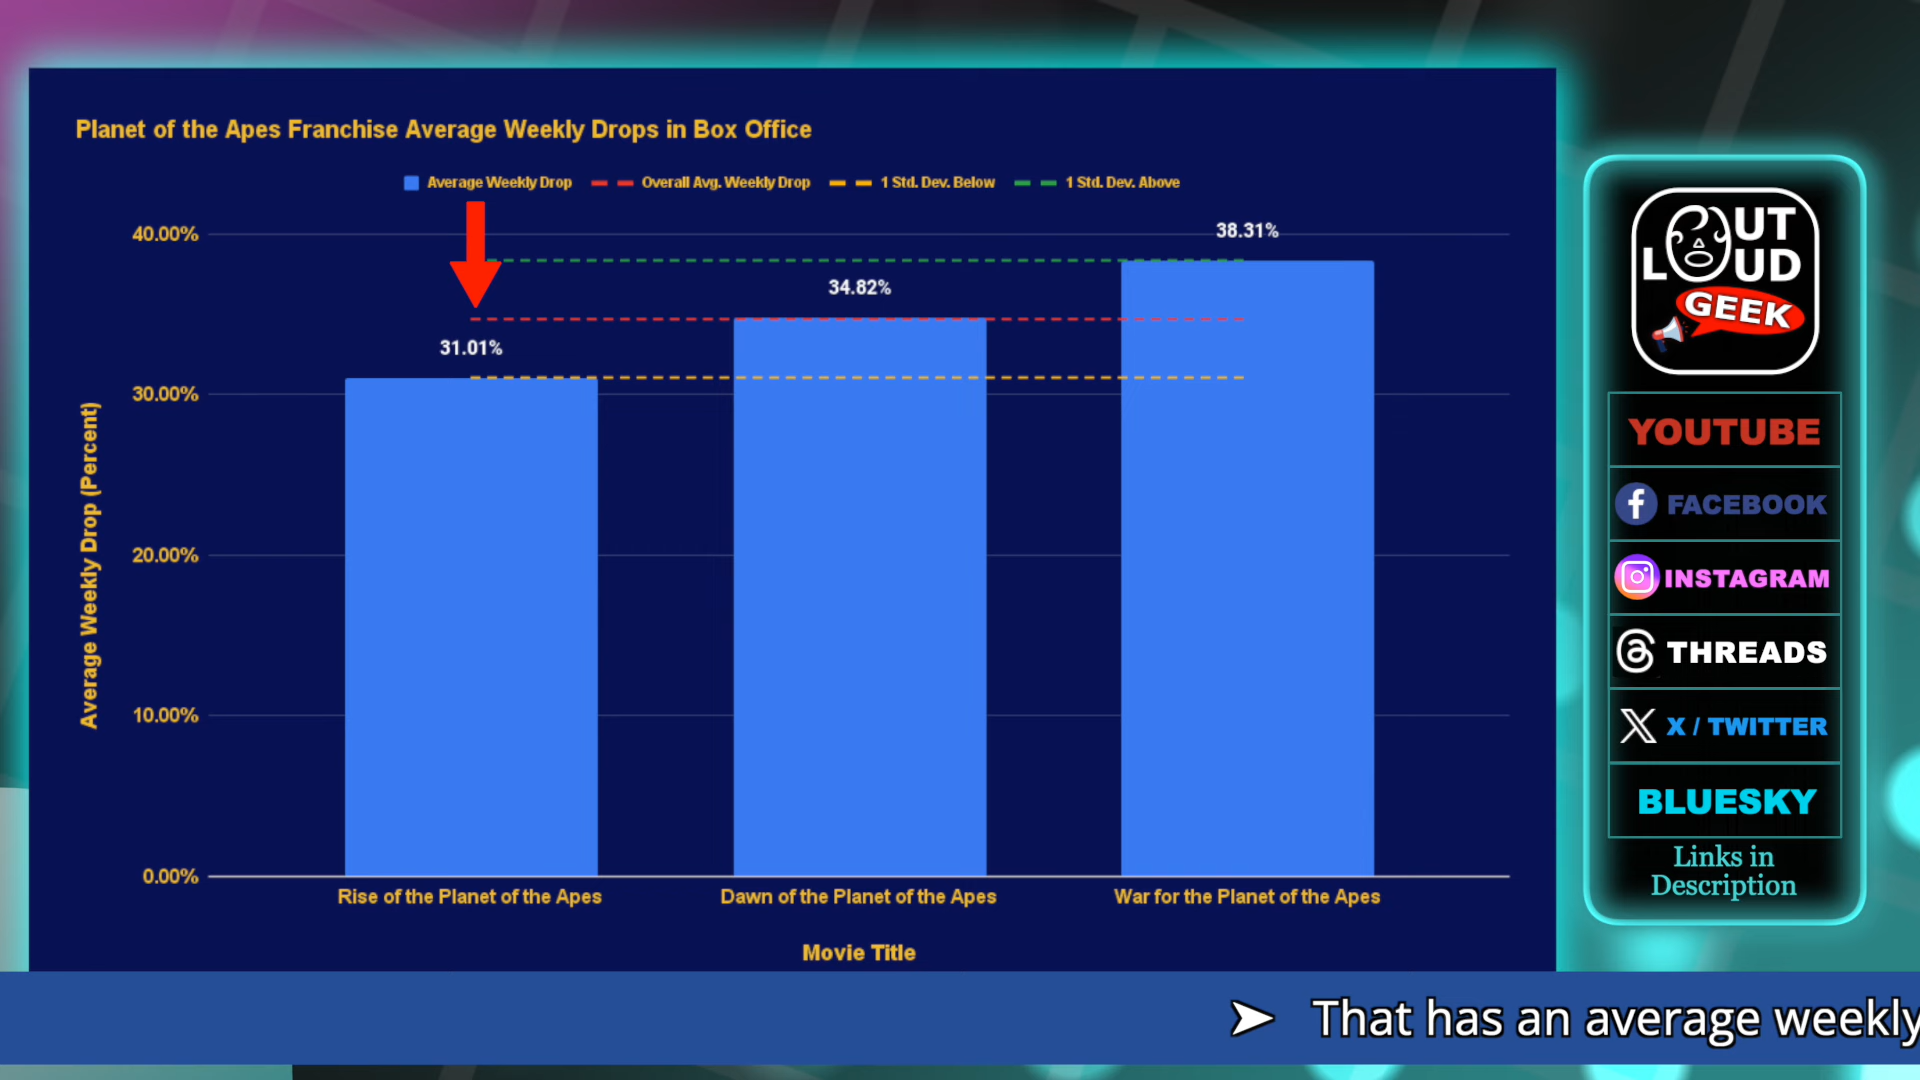 Planet of the Apes Franchise Average Weekly Drops in Box Office
Average Weekly Drop
Overall Avg. Weekly Drop
1 Std. Dev. Below
1 Std. Dev. Above
40.00%
30.00%
20.00%
10.00%
0.00%
Average Weekly Drop (Percent)
31.01%
34.82%
38.31%
Rise of the Planet of the Apes
Dawn of the Planet of the Apes
War for the Planet of the Apes
Movie Title
OUT
LOUD
GEEK
YOUTUBE
FACEBOOK
INSTAGRAM
THREADS
X / TWITTER
BLUESKY
Links in
Description
➤ That has an average weekly